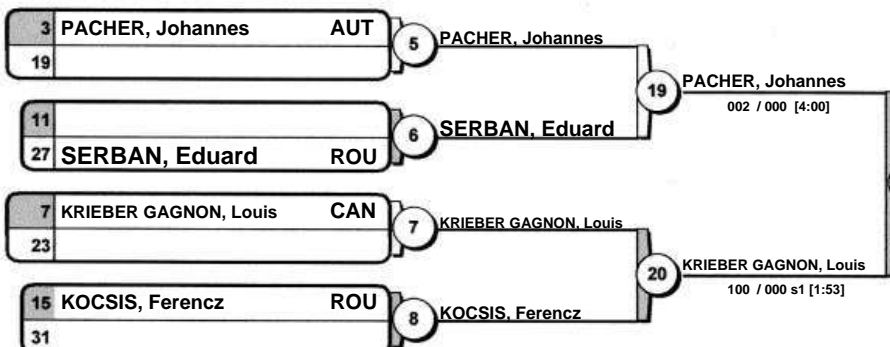 3 PACHER, Johannes AUT
19
5
PACHER, Johannes
11
27 SERBAN, Eduard ROU
6
SERBAN, Eduard
19
PACHER, Johannes
002 / 000 [4:00]
7 KRIEBER GAGNON, Louis CAN
23
7
KRIEBER GAGNON, Louis
15 KOCSIS, Ferencz ROU
31
8
KOCSIS, Ferencz
20
KRIEBER GAGNON, Louis
100 / 000 s1 [1:53]